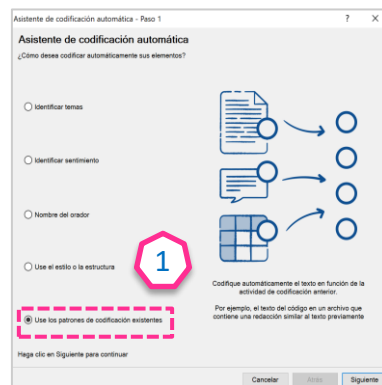 Asistente de codificación automática - Paso 1
? X
Asistente de codificación automática
¿Cómo desea codificar automáticamente sus elementos?
Identificar temas
Identificar sentimiento
Nombre del orador
Use el estilo o la estructura
1
Use los patrones de codificación existentes
Codifique automáticamente el texto en función de la
actividad de codificación anterior.
Por ejemplo, el texto del código en un archivo que
contiene una redacción similar al texto previamente
Haga clic en Siguiente para continuar
Cancelar Atrás Siguiente